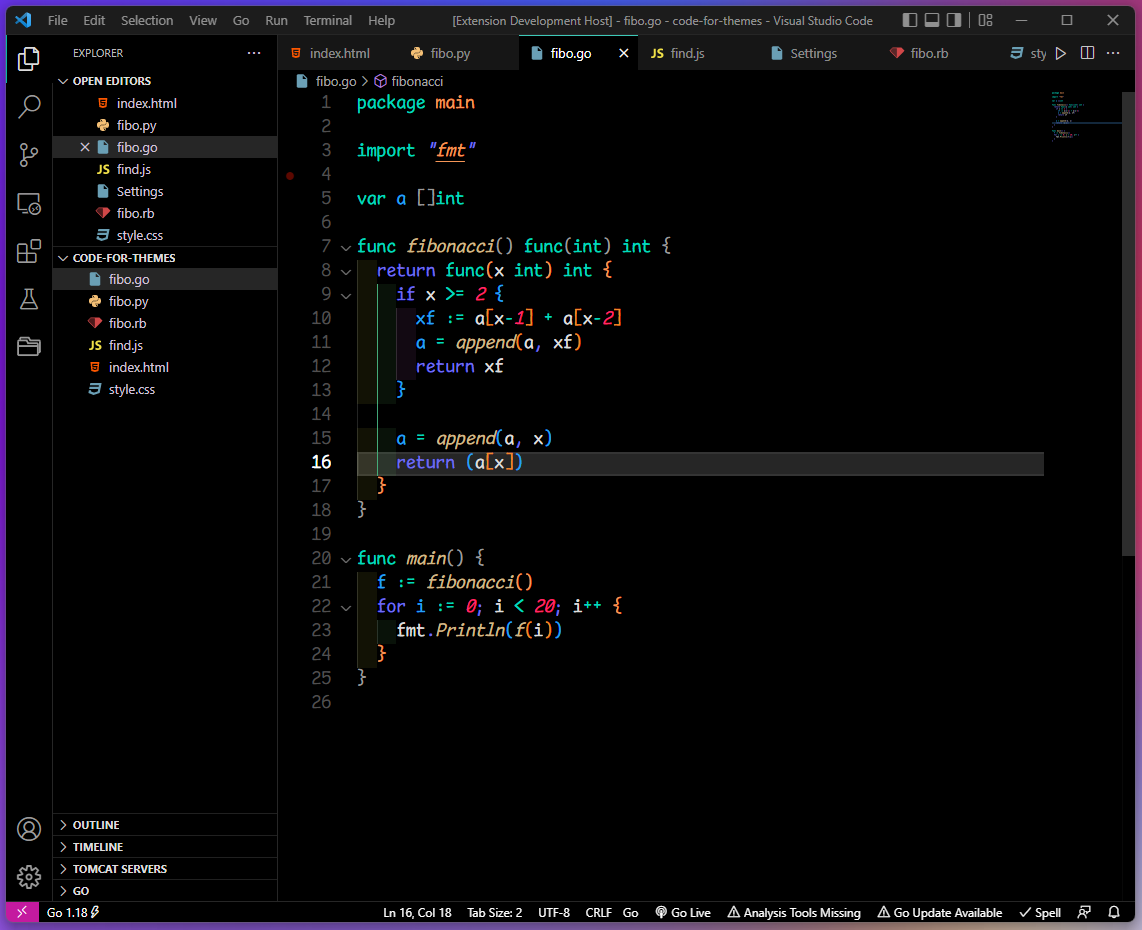 File Edit Selection View Go Run Terminal Help [Extension Development Host] - fibo.go - code-for-themes - Visual Studio Code
EXPLORER
OPEN EDITORS
index.html
fibo.py
fibo.go
JS find.js
Settings
fibo.rb
style.css
CODE-FOR-THEMES
fibo.go
fibo.py
fibo.rb
JS find.js
index.html
style.css
OUTLINE
TIMELINE
TOMCAT SERVERS
GO
index.html fibo.py fibo.go JS find.js Settings fibo.rb sty
fibo.go > fibonacci
1 package main
2
3 import "fmt"
4
5 var a []int
6
7 func fibonacci() func(int) int {
8 return func(x int) int {
9 if x >= 2 {
10 xf := a[x-1] + a[x-2]
11 a = append(a, xf)
12 return xf
13 }
14
15 a = append(a, x)
16 return (a[x])
17 }
18 }
19
20 func main() {
21 f := fibonacci()
22 for i := 0; i < 20; i++ {
23 fmt.Println(f(i))
24 }
25 }
26
Go 1.18 Ln 16, Col 18 Tab Size: 2 UTF-8 CRLF Go Go Live Analysis Tools Missing Go Update Available Spell